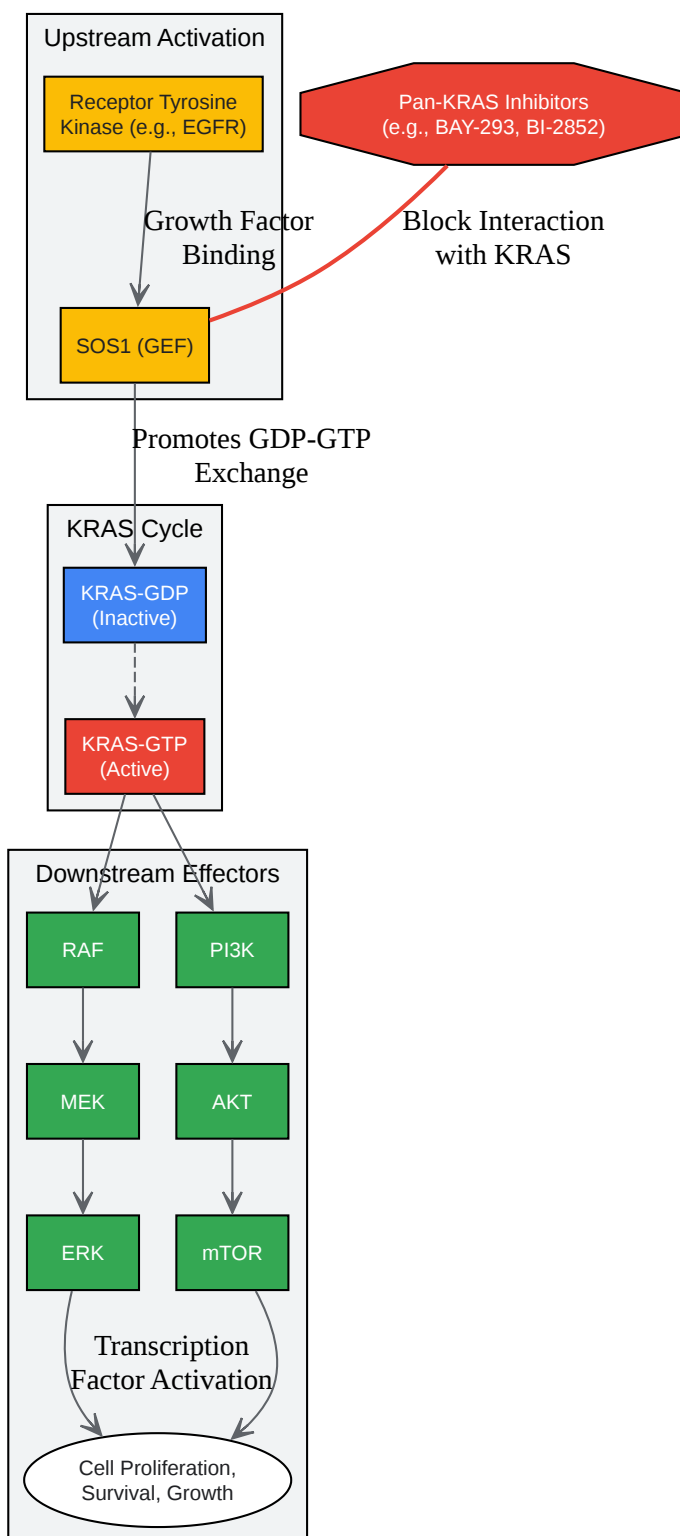 Upstream Activation
Receptor Tyrosine
Kinase (e.g., EGFR)
Pan-KRAS Inhibitors
(e.g., BAY-293, BI-2852)
Growth Factor
Binding
Block Interaction
with KRAS
SOS1 (GEF)
Promotes GDP-GTP
Exchange
KRAS Cycle
KRAS-GDP
(Inactive)
KRAS-GTP
(Active)
Downstream Effectors
RAF
PI3K
MEK
AKT
ERK
mTOR
Transcription
Factor Activation
Cell Proliferation,
Survival, Growth